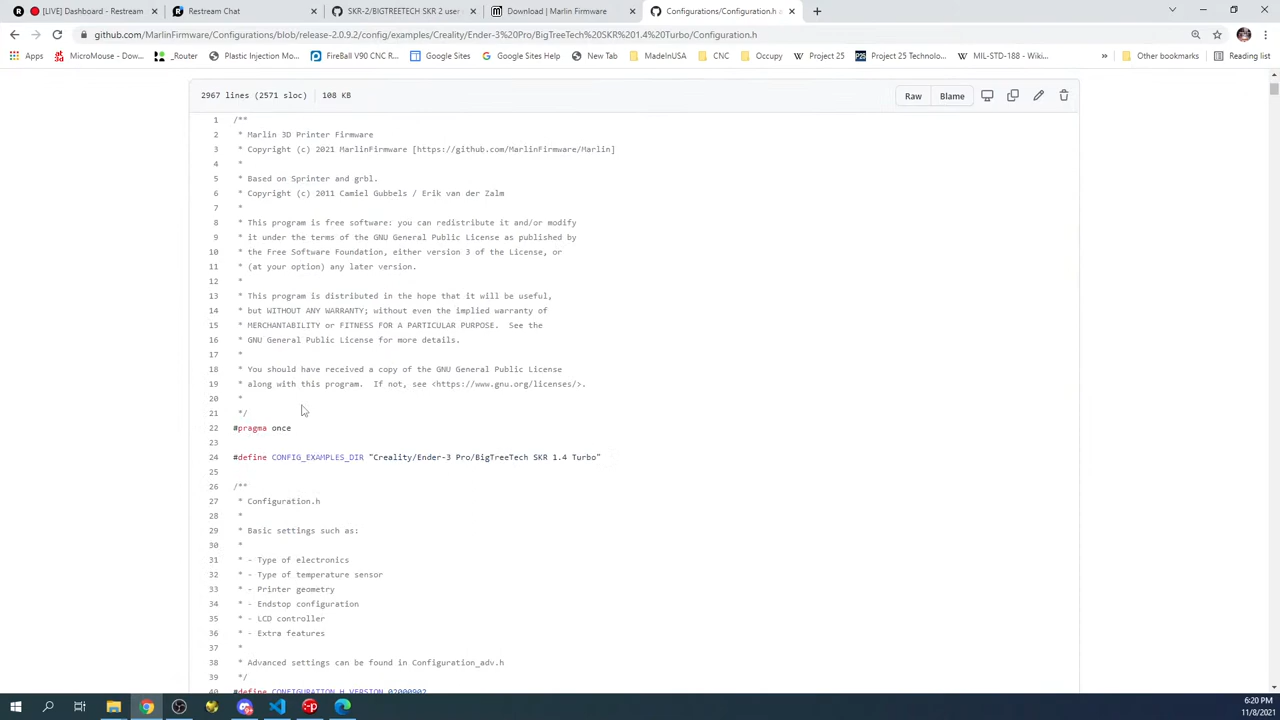 [LIVE] Dashboard - Restream
Restream Chat
SKR-2/BIGTREETECH SKR 2 user
Download | Marlin Firmware
Configurations/Configuration.h a
github.com/MarlinFirmware/Configurations/blob/release-2.0.9.2/config/examples/Creality/Ender-3%20Pro/BigTreeTech%20SKR%201.4%20Turbo/Configuration.h
Apps
MicroMouse - Dow...
_Router
Plastic Injection Mo...
FireBall V90 CNC R...
Google Sites
Google Sites Help
New Tab
MadeInUSA
CNC
Occupy
Project 25
Project 25 Technolo...
MIL-STD-188 - Wiki...
»
Other bookmarks
Reading list
2967 lines (2571 sloc) 108 KB
Raw
Blame
1 /**
2 * Marlin 3D Printer Firmware
3 * Copyright (c) 2021 MarlinFirmware [https://github.com/MarlinFirmware/Marlin]
4 *
5 * Based on Sprinter and grbl.
6 * Copyright (c) 2011 Camiel Gubbels / Erik van der Zalm
7 *
8 * This program is free software: you can redistribute it and/or modify
9 * it under the terms of the GNU General Public License as published by
10 * the Free Software Foundation, either version 3 of the License, or
11 * (at your option) any later version.
12 *
13 * This program is distributed in the hope that it will be useful,
14 * but WITHOUT ANY WARRANTY; without even the implied warranty of
15 * MERCHANTABILITY or FITNESS FOR A PARTICULAR PURPOSE.  See the
16 * GNU General Public License for more details.
17 *
18 * You should have received a copy of the GNU General Public License
19 * along with this program.  If not, see <https://www.gnu.org/licenses/>.
20 *
21 */
22 #pragma once
23
24 #define CONFIG_EXAMPLES_DIR "Creality/Ender-3 Pro/BigTreeTech SKR 1.4 Turbo"
25
26 /**
27 * Configuration.h
28 *
29 * Basic settings such as:
30 *
31 * - Type of electronics
32 * - Type of temperature sensor
33 * - Printer geometry
34 * - Endstop configuration
35 * - LCD controller
36 * - Extra features
37 *
38 * Advanced settings can be found in Configuration_adv.h
39 */
40 #define CONFIGURATION_H_VERSION 02000902
6:20 PM
11/8/2021